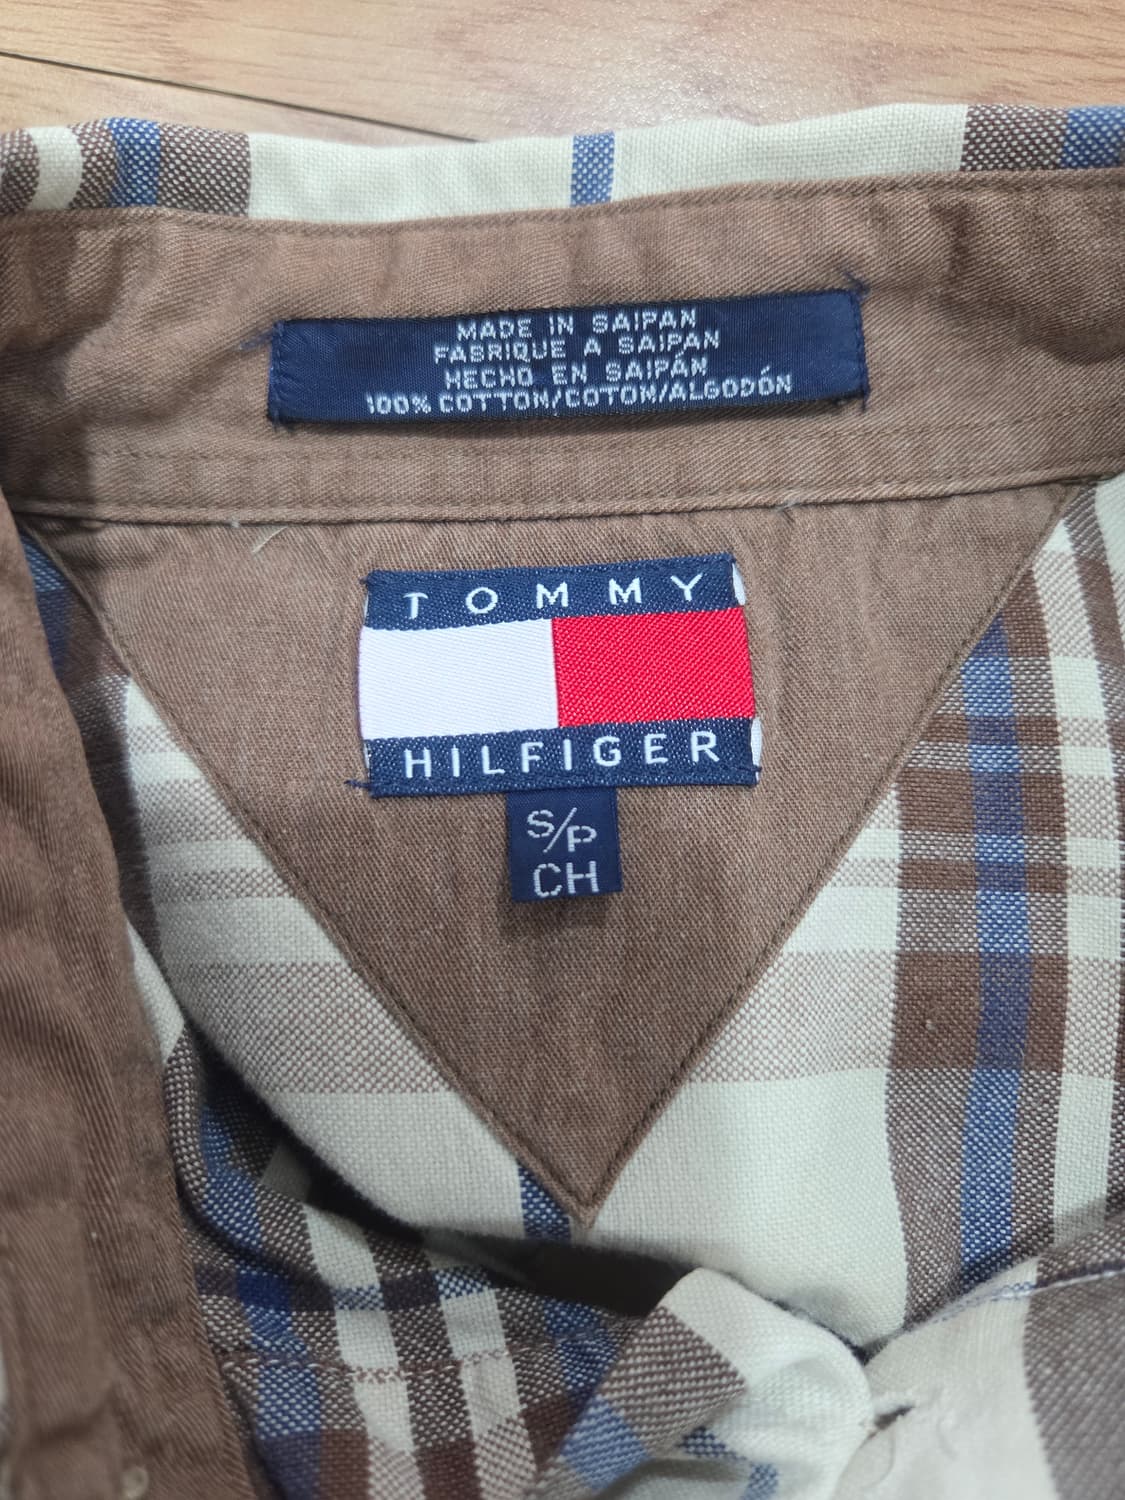 MADE IN SAIPAN
FABRIQUE A SAIPAN
HECHO EN SAIPÁN
100% COTTON/COTON/ALGODÓN
TOMMY
HILFIGER
S/P
CH